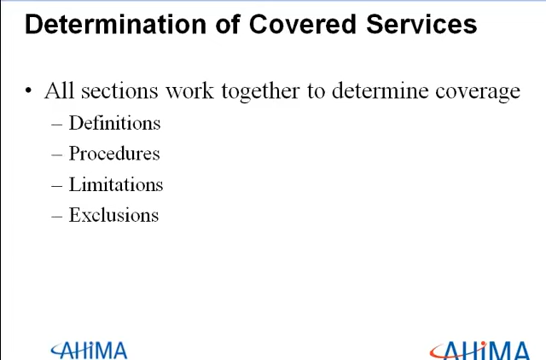 Determination of Covered Services
• All sections work together to determine coverage
– Definitions
– Procedures
– Limitations
– Exclusions
AHiMA
AHiMA